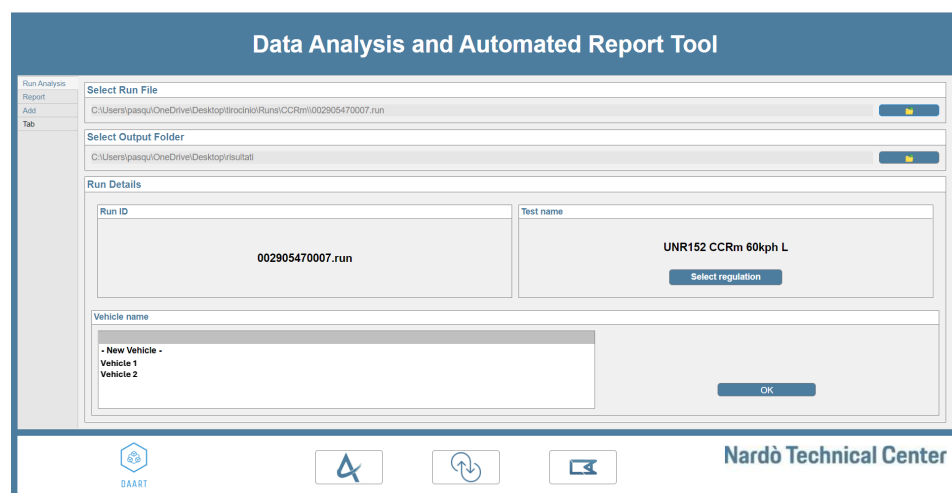 Data Analysis and Automated Report Tool
Run Analysis
Report
Add
Tab
Select Run File
C:\Users\pasqu\OneDrive\Desktop\tirocinio\Runs\CCRm\\002905470007.run
Select Output Folder
C:\Users\pasqu\OneDrive\Desktop\risultati
Run Details
Run ID
002905470007.run
Test name
UNR152 CCRm 60kph L
Select regulation
Vehicle name
- New Vehicle -
Vehicle 1
Vehicle 2
OK
DAART
Nardò Technical Center